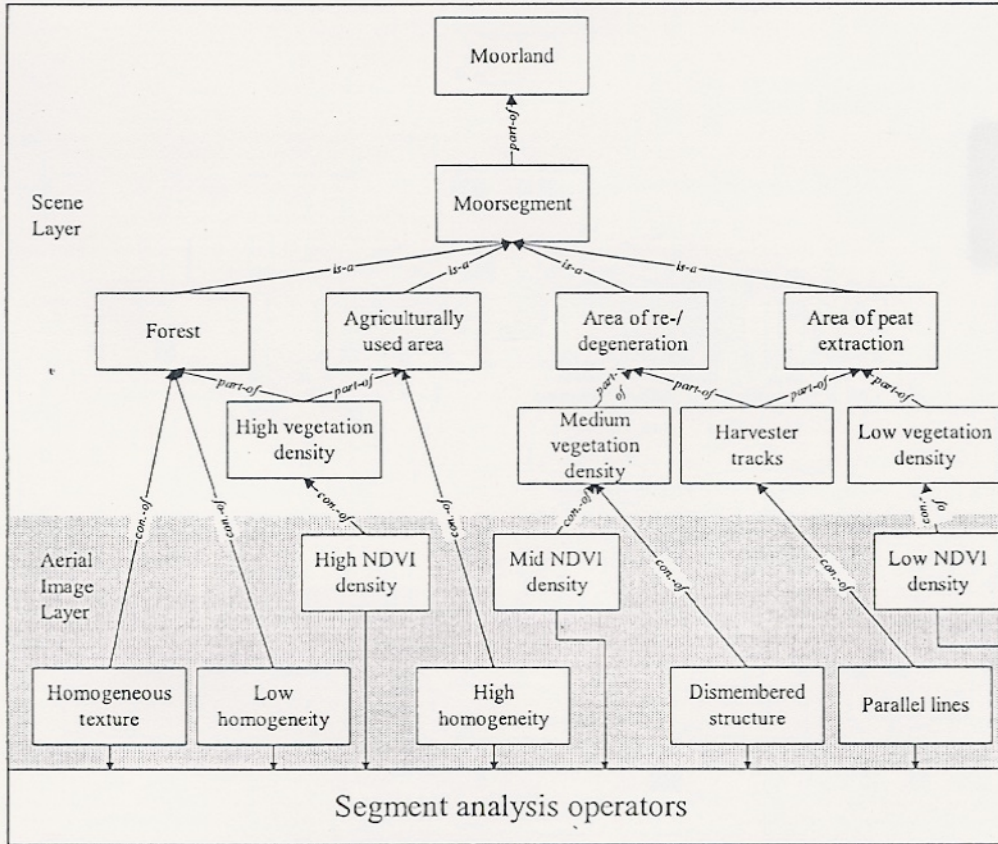 Moorland
part-of
Moorsegment
Scene
Layer
is-a
is-a
is-a
is-a
Forest
Agriculturally
used area
Area of re-/
degeneration
Area of peat
extraction
part-of
part-of
part-
of
part-of
part-of
part-of
High vegetation
density
Medium
vegetation
density
Harvester
tracks
Low vegetation
density
con.-of
con.-of
con.-of
con.-of
con.-of
con.-of
con.-of
con.-
of
Aerial
Image
Layer
High NDVI
density
Mid NDVI
density
Low NDVI
density
Homogeneous
texture
Low
homogeneity
High
homogeneity
Dismembered
structure
Parallel lines
Segment analysis operators